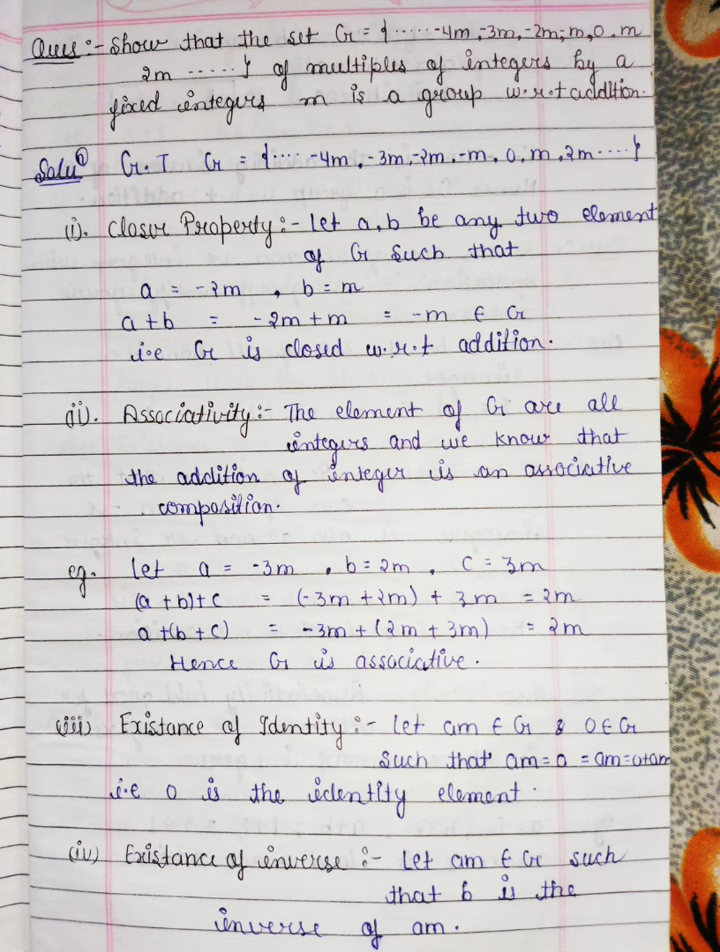 Ques :- Show that the set G = { ..... -4m, -3m, -2m, -m, 0, m
2m ..... } of multiples of integers by a
fixed integers m is a group w.r.t addition.
Solun G.T G = { ..... -4m, -3m, -2m, -m, 0, m, 2m .... }
(i). Closur Property :- Let a, b be any two element
of G such that
a = -2m , b = m
a + b = -2m + m = -m ∈ G
i.e G is closed w.r.t addition.
(ii). Associativity :- The element of G are all
integers and we know that
the addition of integer is an associative
composition.
eg. Let a = -3m , b = 2m , c = 3m
(a + b) + c = (-3m + 2m) + 3m = 2m
a + (b + c) = -3m + (2m + 3m) = 2m
Hence G is associative.
(iii) Existance of Identity :- Let am ∈ G & 0 ∈ G
such that am = 0 = am = 0 + am
i.e 0 is the identity element.
(iv) Existance of inverse :- Let am ∈ G such
that b is the
inverse of am.